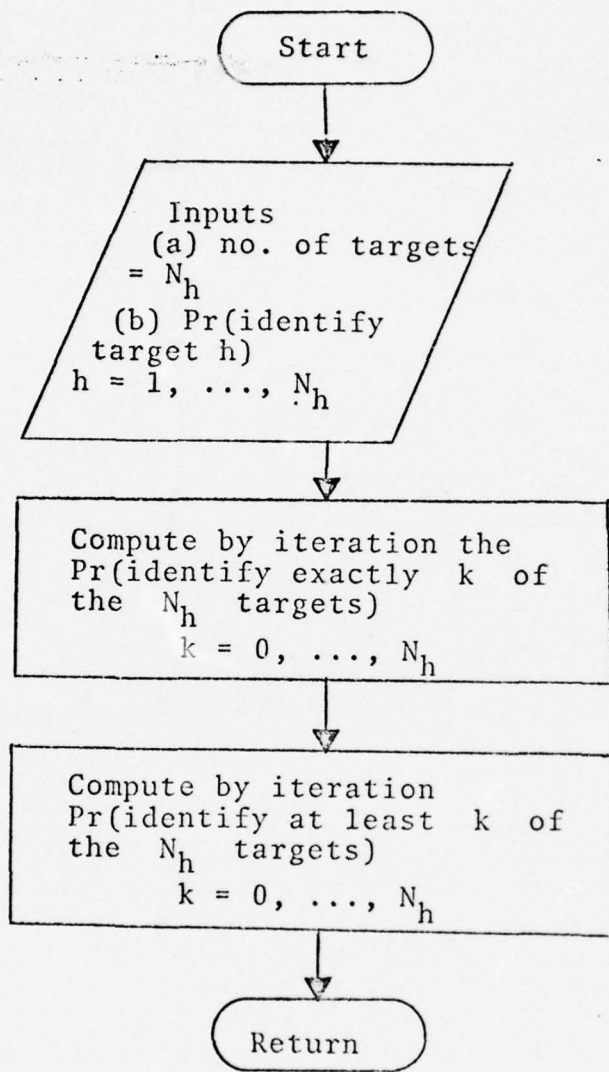 Start
Inputs
(a) no. of targets
= N_h
(b) Pr(identify
target h)
h = 1, ..., N_h
Compute by iteration the
Pr(identify exactly k of
the N_h targets)
k = 0, ..., N_h
Compute by iteration
Pr(identify at least k of
the N_h targets)
k = 0, ..., N_h
Return